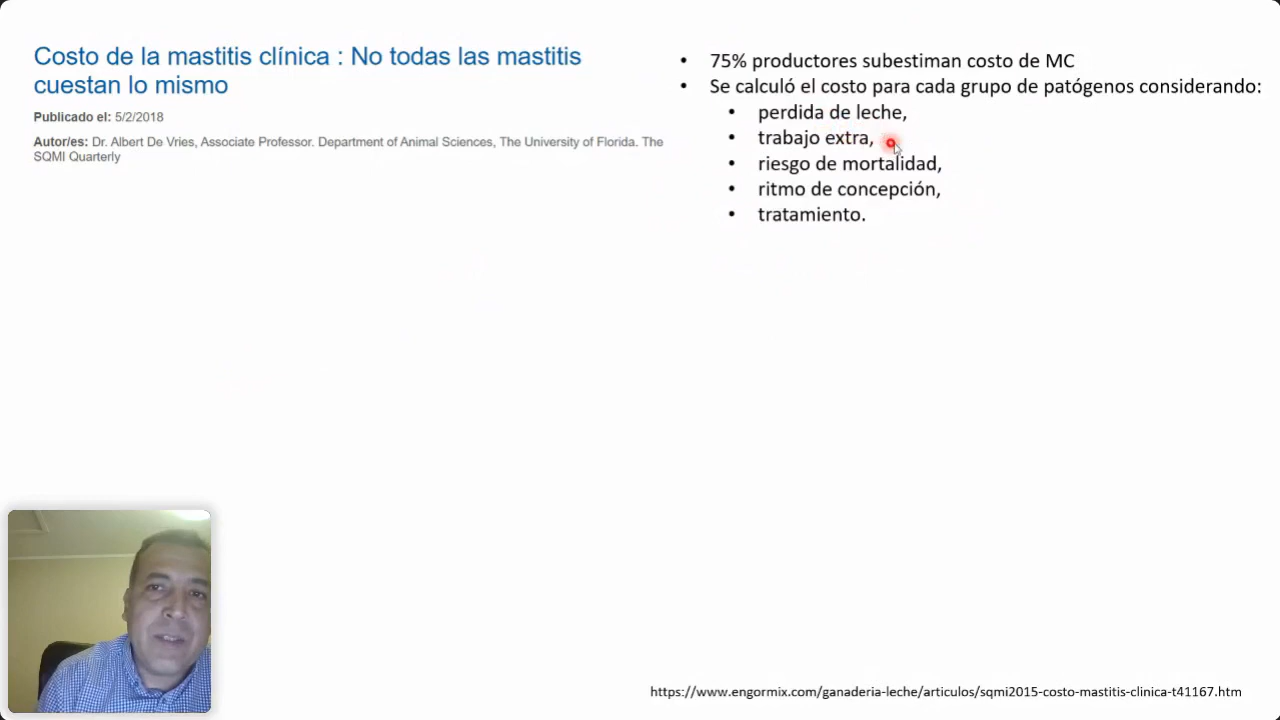 Costo de la mastitis clínica : No todas las mastitis
cuestan lo mismo
Publicado el: 5/2/2018
Autor/es: Dr. Albert De Vries, Associate Professor. Department of Animal Sciences, The University of Florida. The
SQMI Quarterly
• 75% productores subestiman costo de MC
• Se calculó el costo para cada grupo de patógenos considerando:
• perdida de leche,
• trabajo extra,
• riesgo de mortalidad,
• ritmo de concepción,
• tratamiento.
https://www.engormix.com/ganaderia-leche/articulos/sqmi2015-costo-mastitis-clinica-t41167.htm